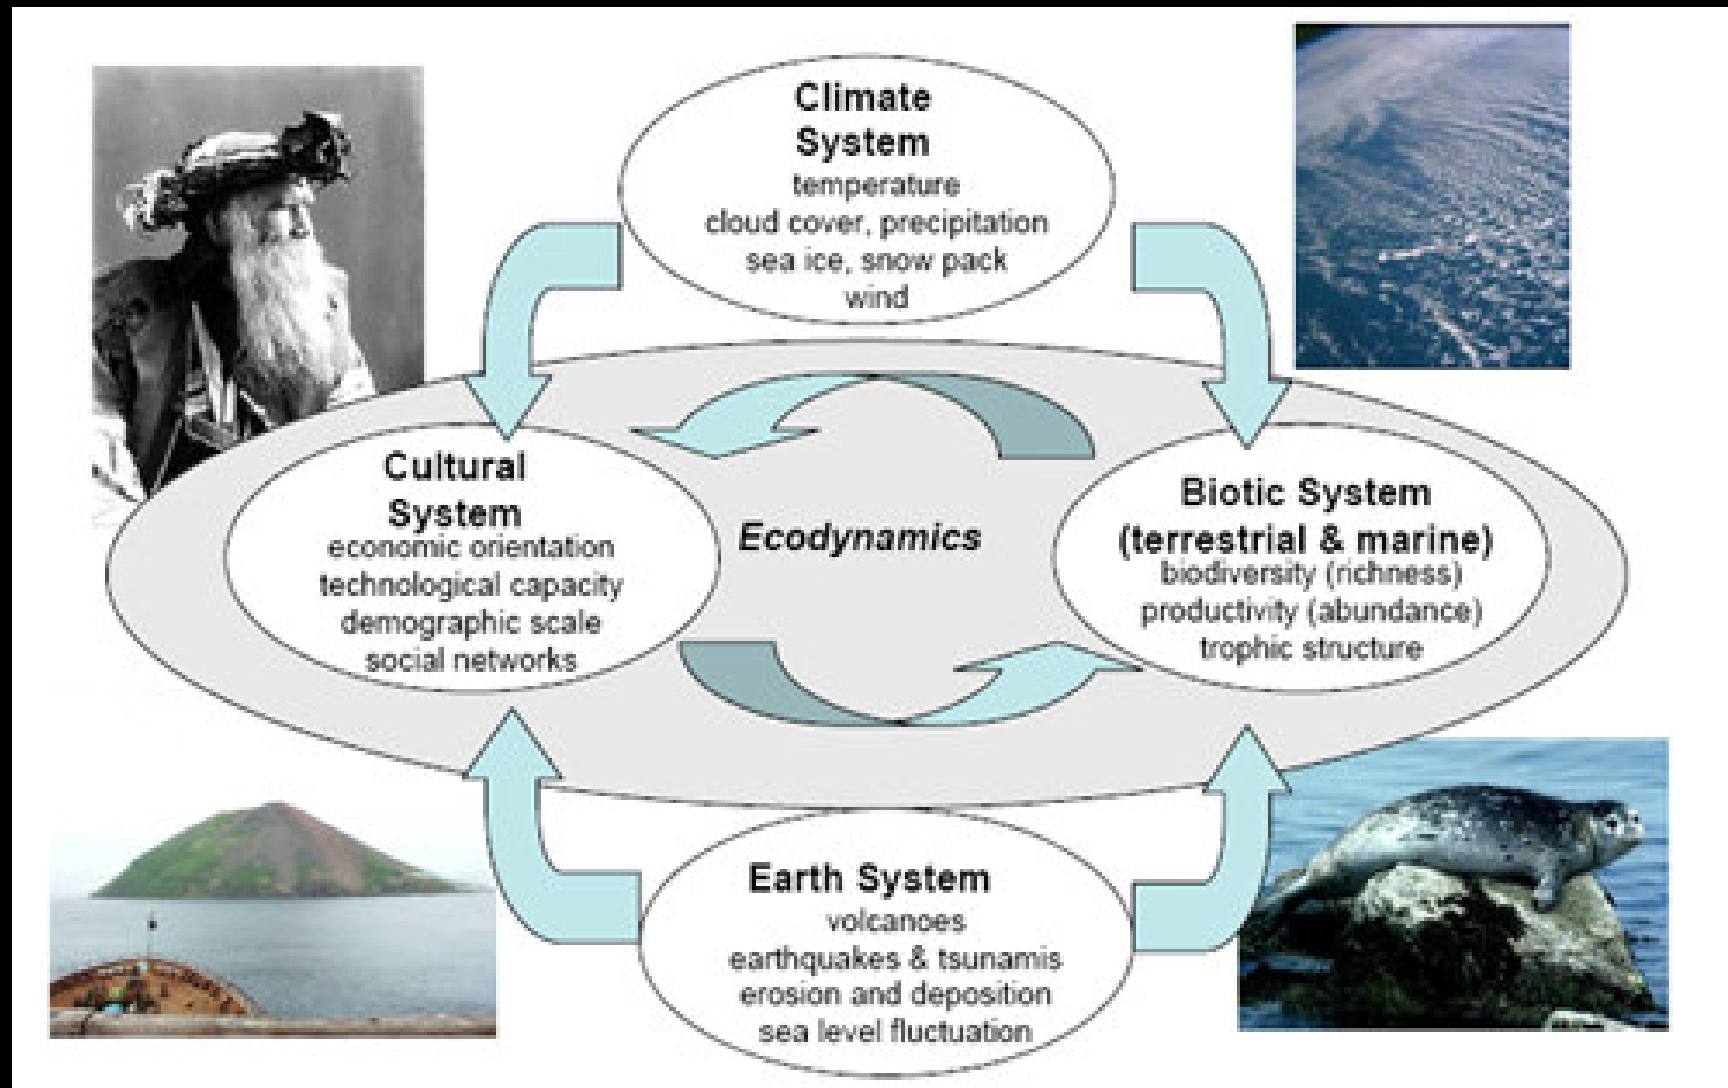 Climate
System
temperature
cloud cover, precipitation
sea ice, snow pack
wind
Cultural
System
economic orientation
technological capacity
demographic scale
social networks
Ecodynamics
Biotic System
(terrestrial & marine)
biodiversity (richness)
productivity (abundance)
trophic structure
Earth System
volcanoes
earthquakes & tsunamis
erosion and deposition
sea level fluctuation